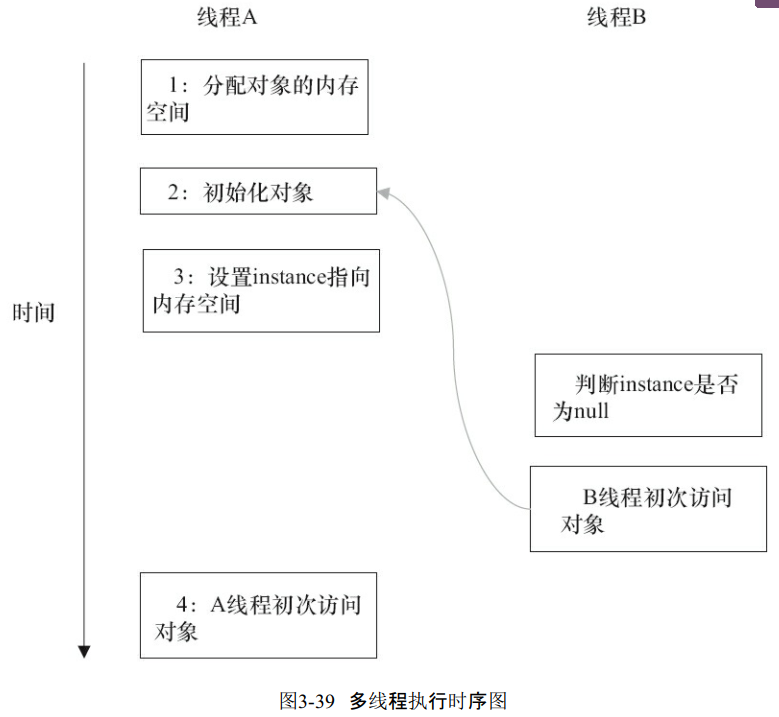 线程A
线程B
1：分配对象的内存
空间
2：初始化对象
3：设置instance指向
内存空间
时间
判断instance是否
为null
B线程初次访问
对象
4：A线程初次访问
对象
图3-39 多线程执行时序图